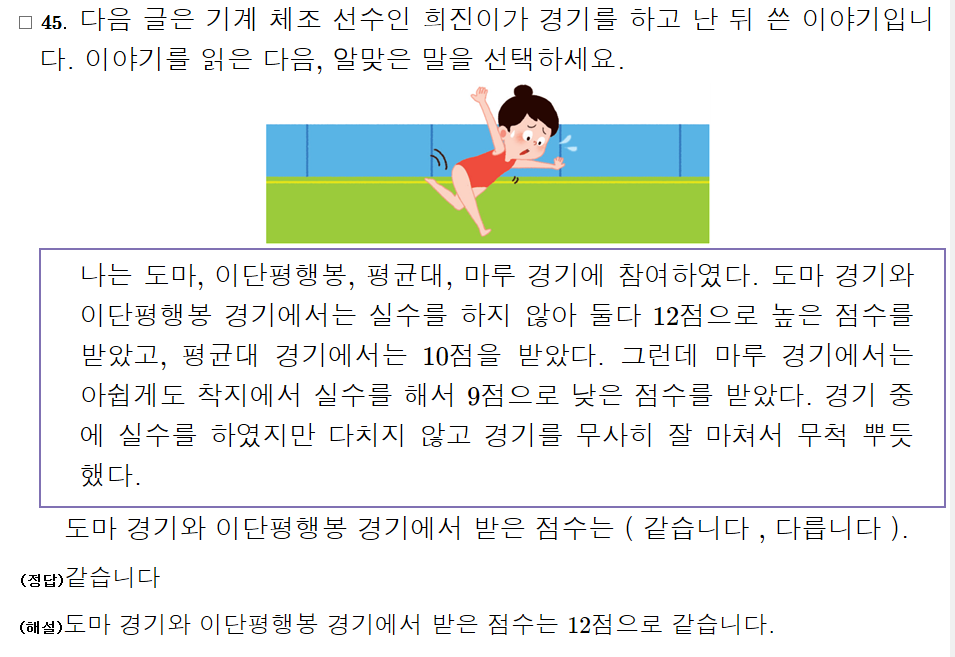 □ 45. 다음 글은 기계 체조 선수인 희진이가 경기를 하고 난 뒤 쓴 이야기입니
다. 이야기를 읽은 다음, 알맞은 말을 선택하세요.
나는 도마, 이단평행봉, 평균대, 마루 경기에 참여하였다. 도마 경기와
이단평행봉 경기에서는 실수를 하지 않아 둘다 12점으로 높은 점수를
받았고, 평균대 경기에서는 10점을 받았다. 그런데 마루 경기에서는
아쉽게도 착지에서 실수를 해서 9점으로 낮은 점수를 받았다. 경기 중
에 실수를 하였지만 다치지 않고 경기를 무사히 잘 마쳐서 무척 뿌듯
했다.
도마 경기와 이단평행봉 경기에서 받은 점수는 ( 같습니다 , 다릅니다 ).
(정답)같습니다
(해설)도마 경기와 이단평행봉 경기에서 받은 점수는 12점으로 같습니다.